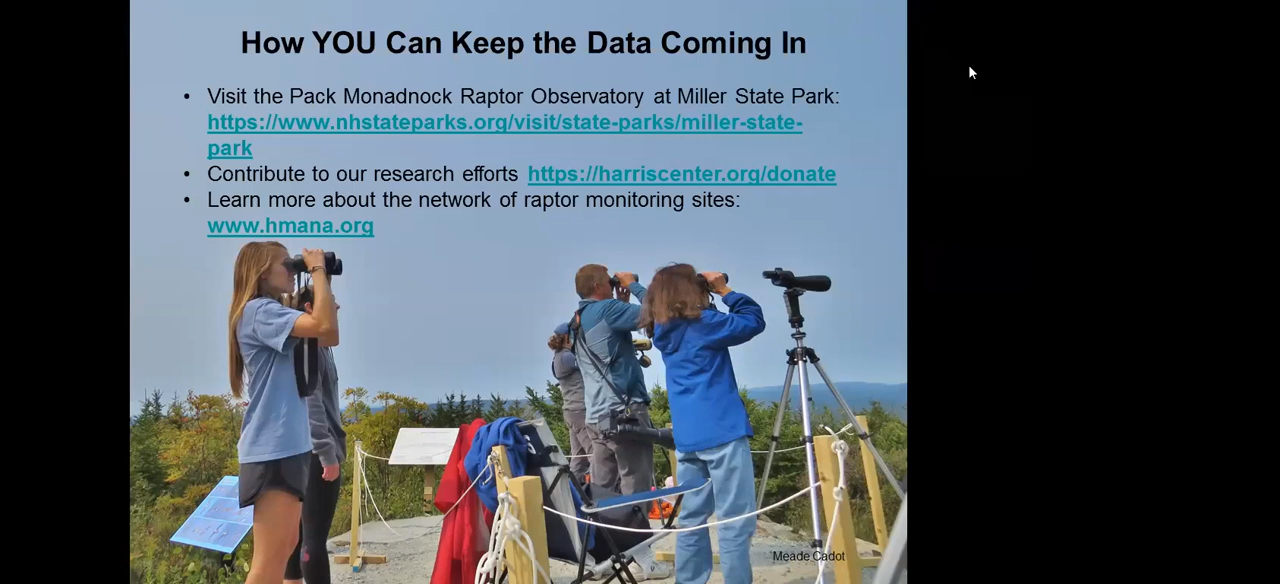 How YOU Can Keep the Data Coming In
• Visit the Pack Monadnock Raptor Observatory at Miller State Park:
https://www.nhstateparks.org/visit/state-parks/miller-state-
park
• Contribute to our research efforts https://harriscenter.org/donate
• Learn more about the network of raptor monitoring sites:
www.hmana.org
Meade Cadot